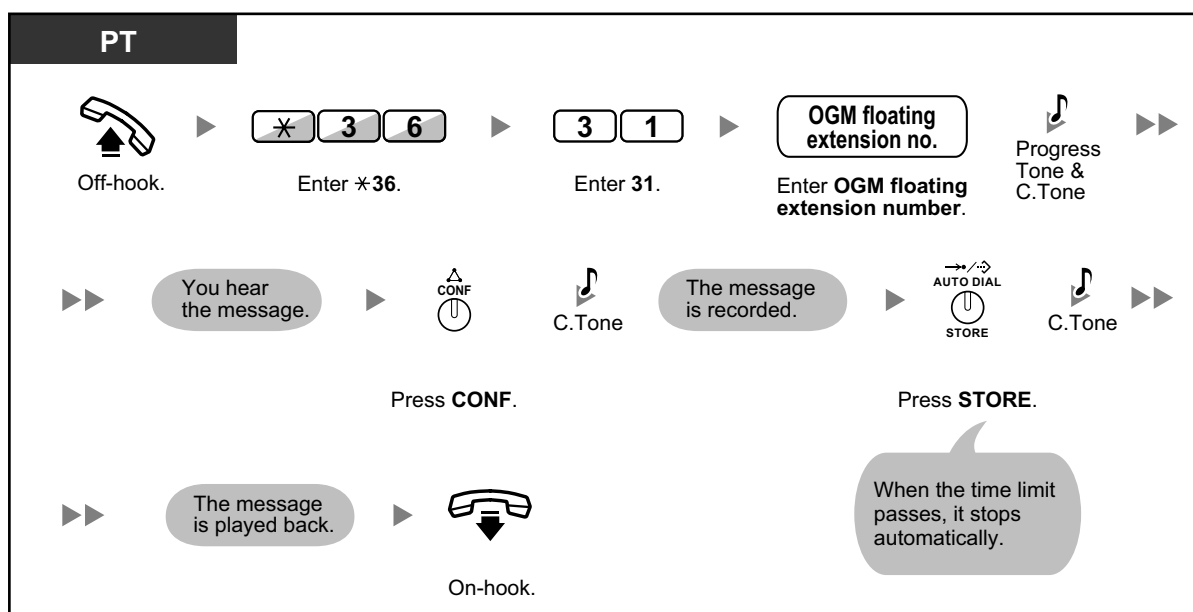 PT
✳ 3 6
3 1
OGM floating
extension no.
Progress
Tone &
C.Tone
Off-hook.
Enter ✳36.
Enter 31.
Enter OGM floating
extension number.
You hear
the message.
CONF
C.Tone
The message
is recorded.
AUTO DIAL
STORE
C.Tone
Press CONF.
Press STORE.
The message
is played back.
When the time limit
passes, it stops
automatically.
On-hook.